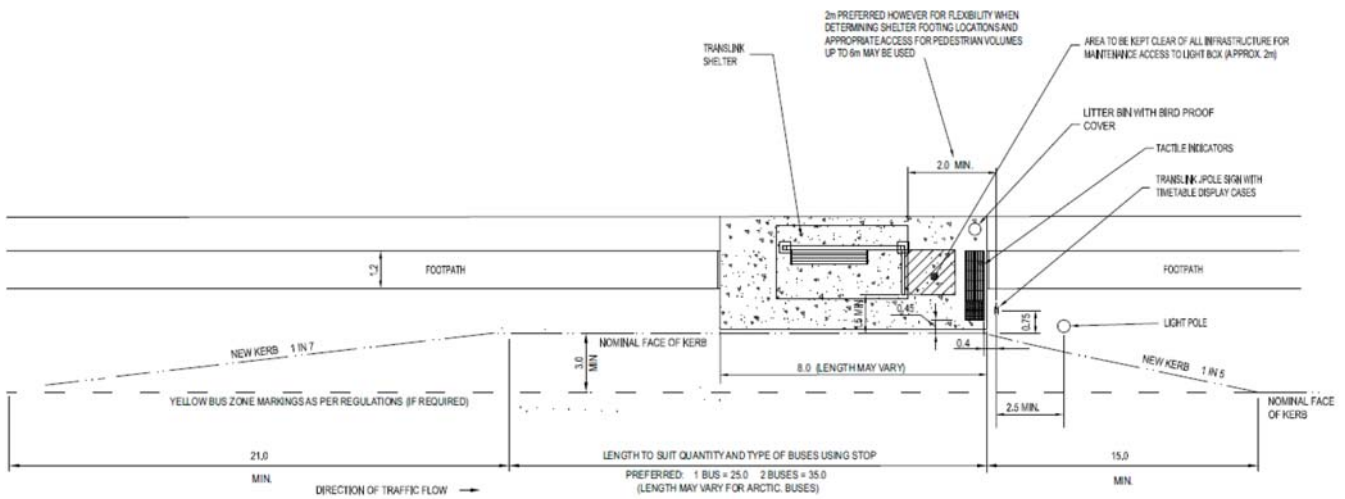 2m PREFERRED HOWEVER FOR FLEXIBILITY WHEN
DETERMINING SHELTER FOOTING LOCATIONS AND
APPROPRIATE ACCESS FOR PEDESTRIAN VOLUMES
UP TO 6m MAY BE USED
TRANSLINK
SHELTER
AREA TO BE KEPT CLEAR OF ALL INFRASTRUCTURE FOR
MAINTENANCE ACCESS TO LIGHT BOX (APPROX. 2m)
LITTER BIN WITH BIRD PROOF
COVER
TACTILE INDICATORS
2.0 MIN.
TRANSLINK JPOLE SIGN WITH
TIMETABLE DISPLAY CASES
1.2
FOOTPATH
FOOTPATH
1.5 MIN
0.45
0.75
LIGHT POLE
NEW KERB 1 IN 7
NOMINAL FACE OF KERB
3.0
MIN
0.4
8.0 (LENGTH MAY VARY)
NEW KERB 1 IN 5
YELLOW BUS ZONE MARKINGS AS PER REGULATIONS (IF REQUIRED)
2.5 MIN.
NOMINAL FACE
OF KERB
21.0
MIN.
LENGTH TO SUIT QUANTITY AND TYPE OF BUSES USING STOP
PREFERRED: 1 BUS = 25.0 2 BUSES = 35.0
(LENGTH MAY VARY FOR ARCTIC. BUSES)
15.0
MIN.
DIRECTION OF TRAFFIC FLOW